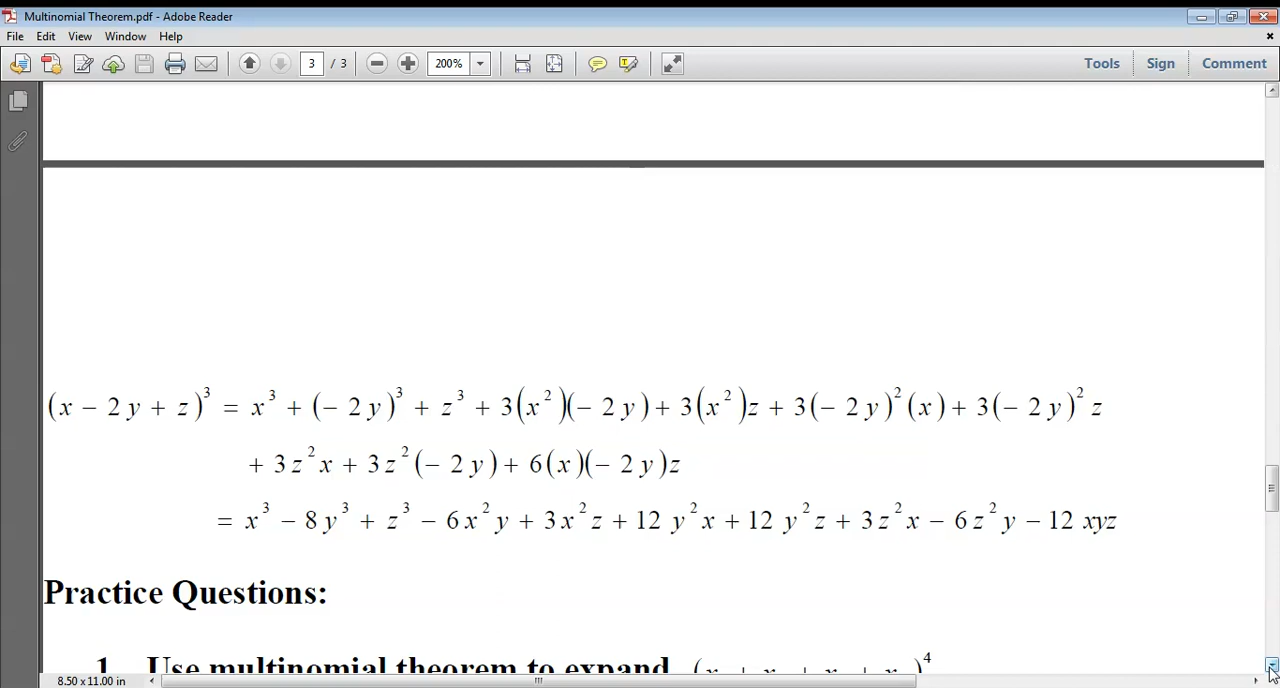 Multinomial Theorem.pdf - Adobe Reader
File Edit View Window Help
3 / 3 200% Tools Sign Comment
(x − 2y + z)³ = x³ + (−2y)³ + z³ + 3(x²)(−2y) + 3(x²)z + 3(−2y)²(x) + 3(−2y)²z
+ 3z²x + 3z²(−2y) + 6(x)(−2y)z
= x³ − 8y³ + z³ − 6x²y + 3x²z + 12y²x + 12y²z + 3z²x − 6z²y − 12xyz
Practice Questions:
1. Use multinomial theorem to expand
8.50 x 11.00 in